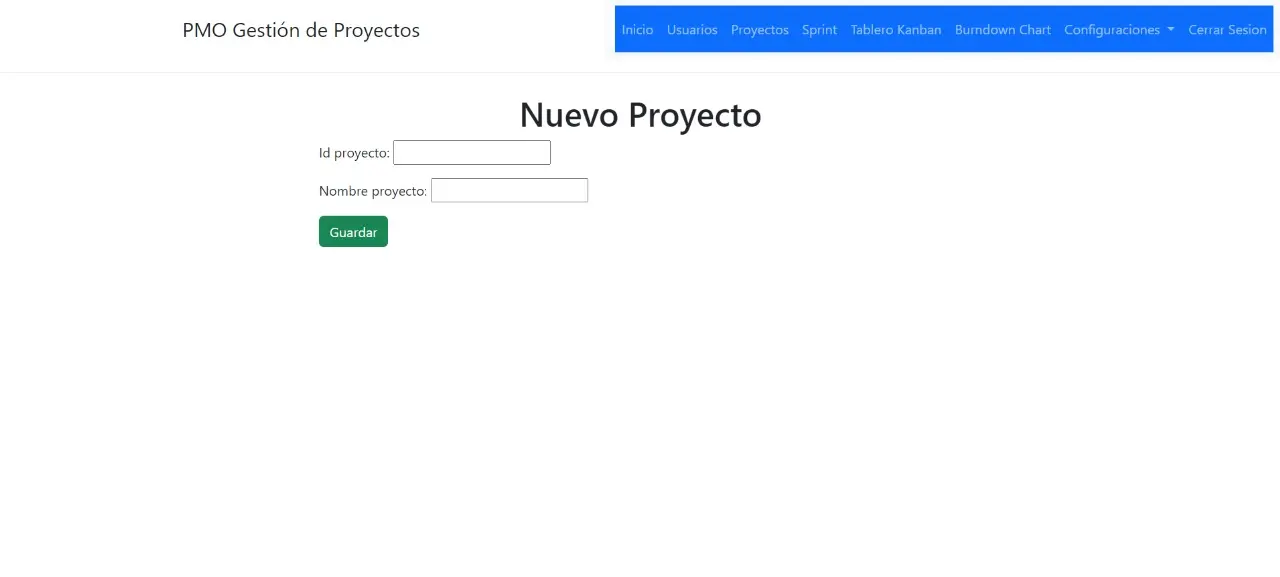 PMO Gestión de Proyectos
Inicio Usuarios Proyectos Sprint Tablero Kanban Burndown Chart Configuraciones Cerrar Sesion
Nuevo Proyecto
Id proyecto:
Nombre proyecto:
Guardar